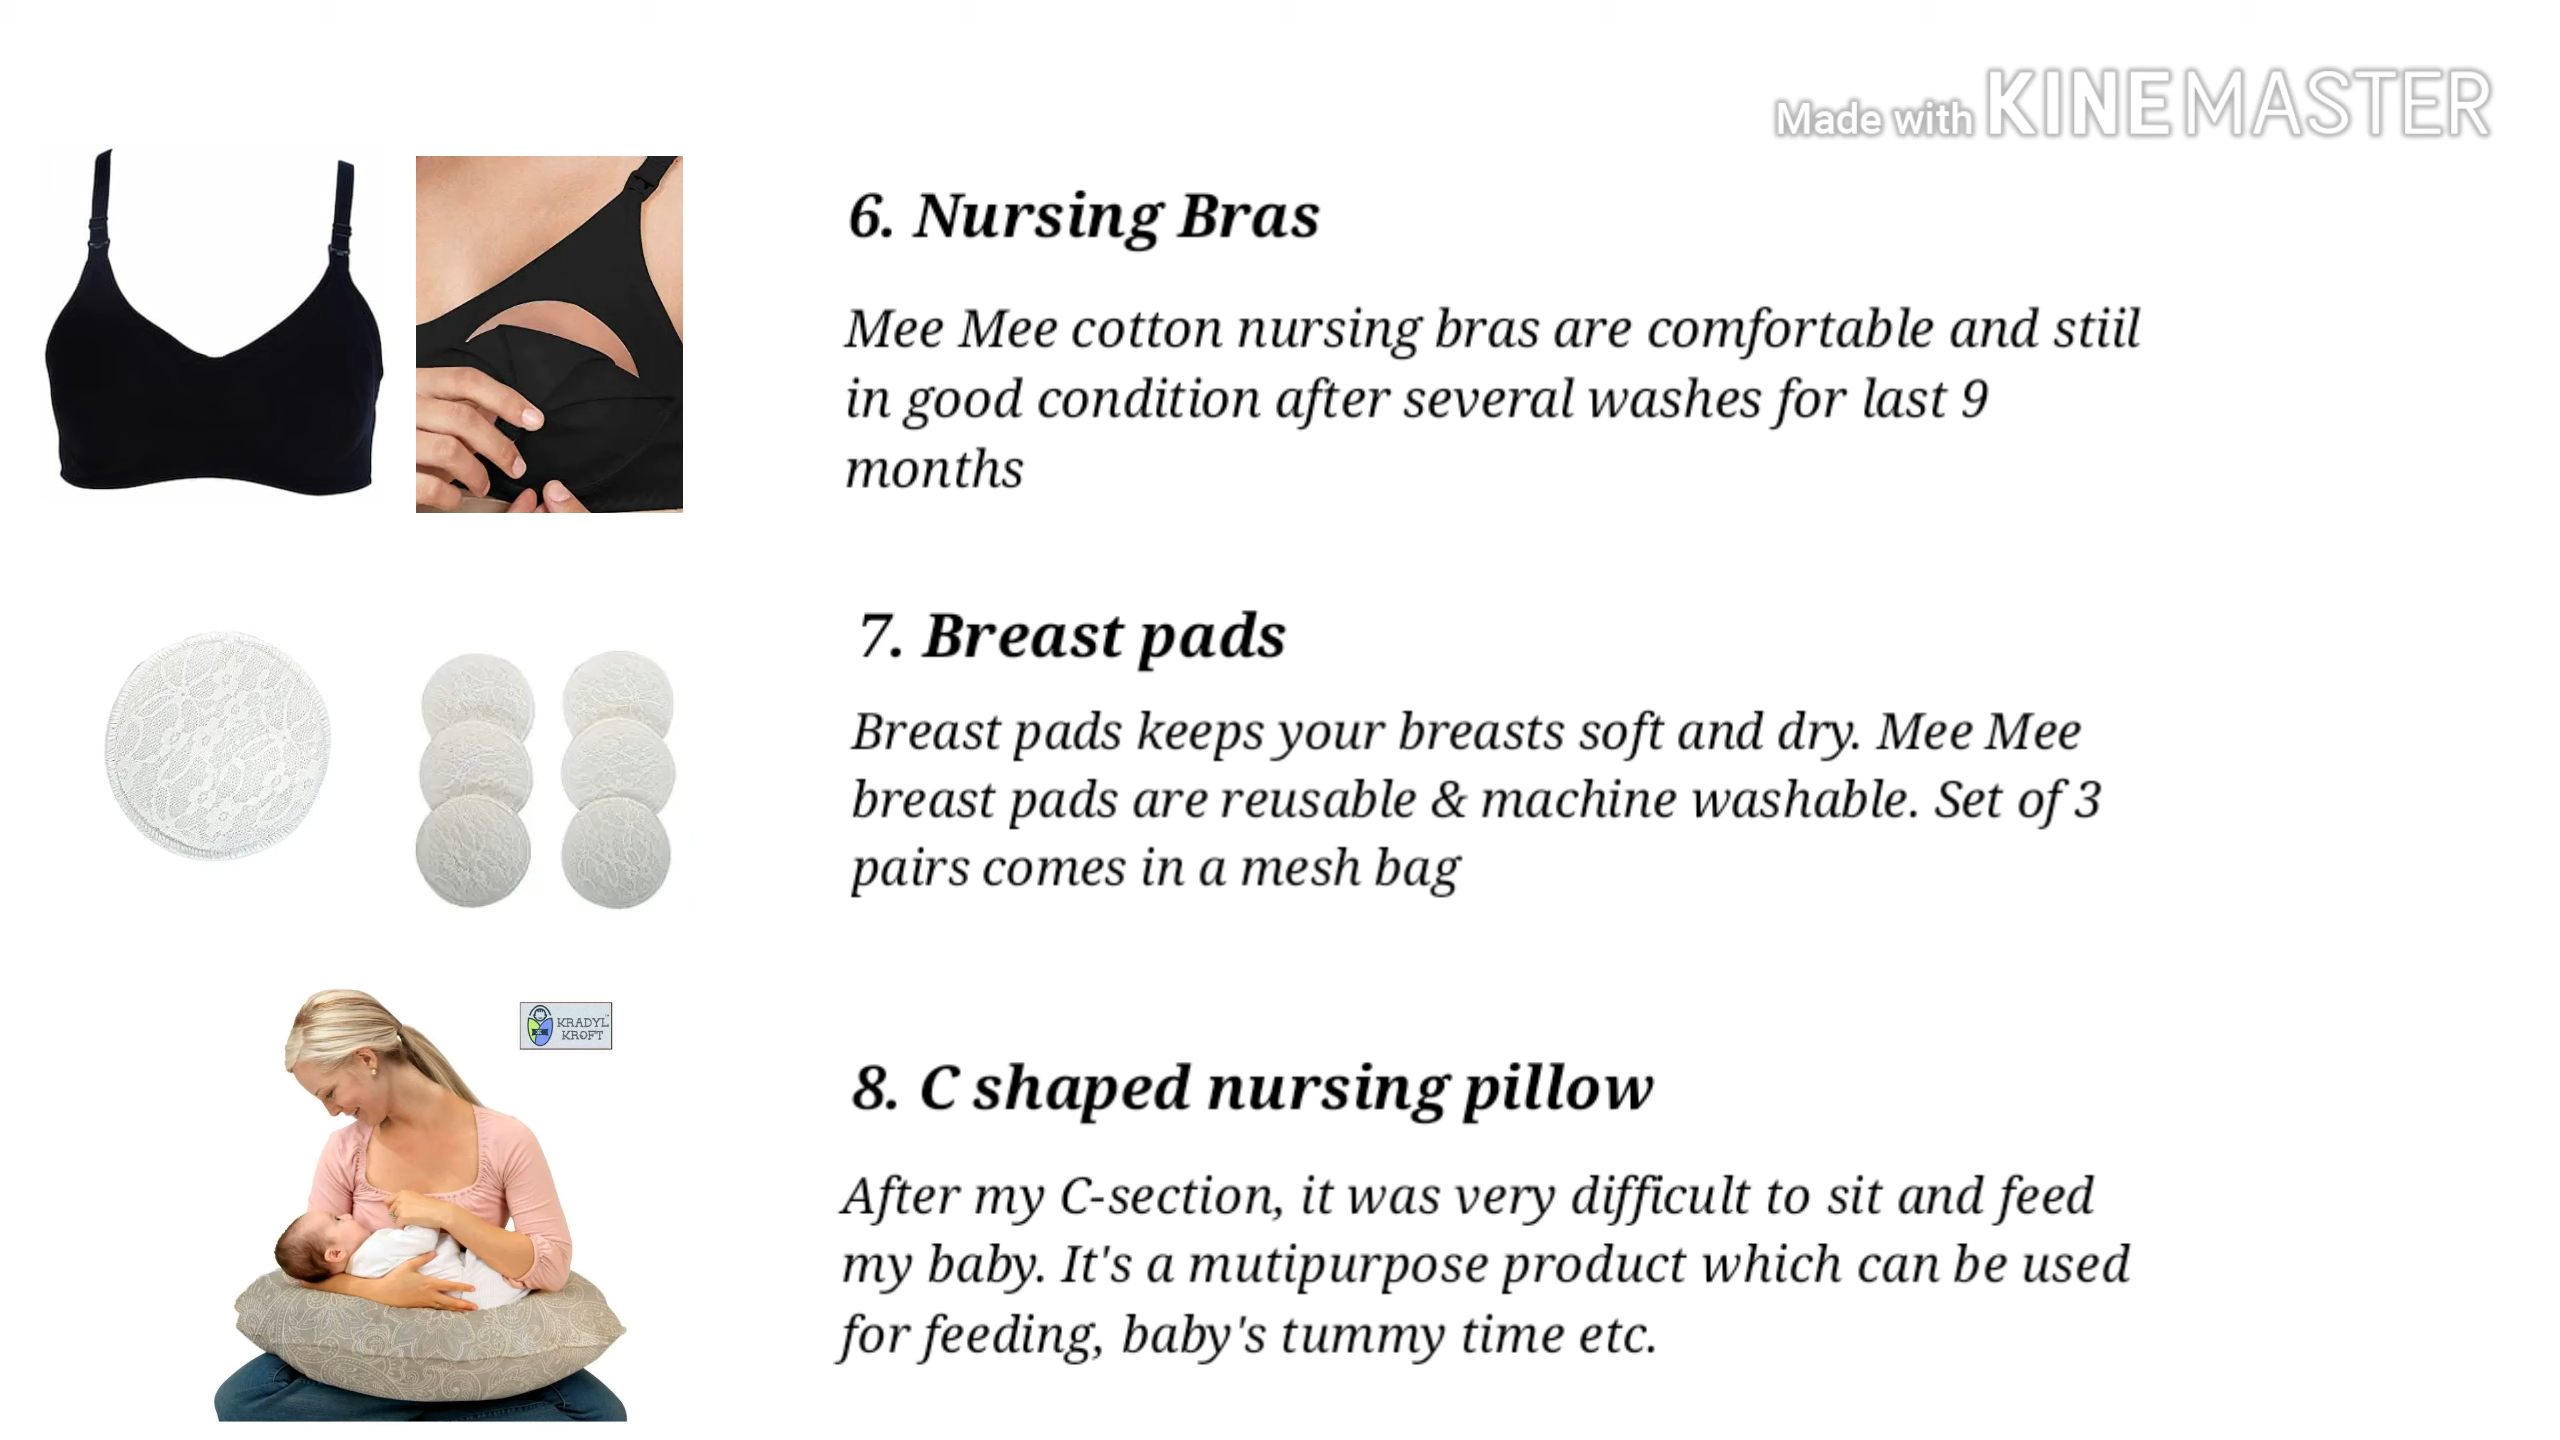 Made with KINEMASTER
6. Nursing Bras
Mee Mee cotton nursing bras are comfortable and stiil
in good condition after several washes for last 9
months
7. Breast pads
Breast pads keeps your breasts soft and dry. Mee Mee
breast pads are reusable & machine washable. Set of 3
pairs comes in a mesh bag
KRADYL
KROFT
8. C shaped nursing pillow
After my C-section, it was very difficult to sit and feed
my baby. It's a mutipurpose product which can be used
for feeding, baby's tummy time etc.